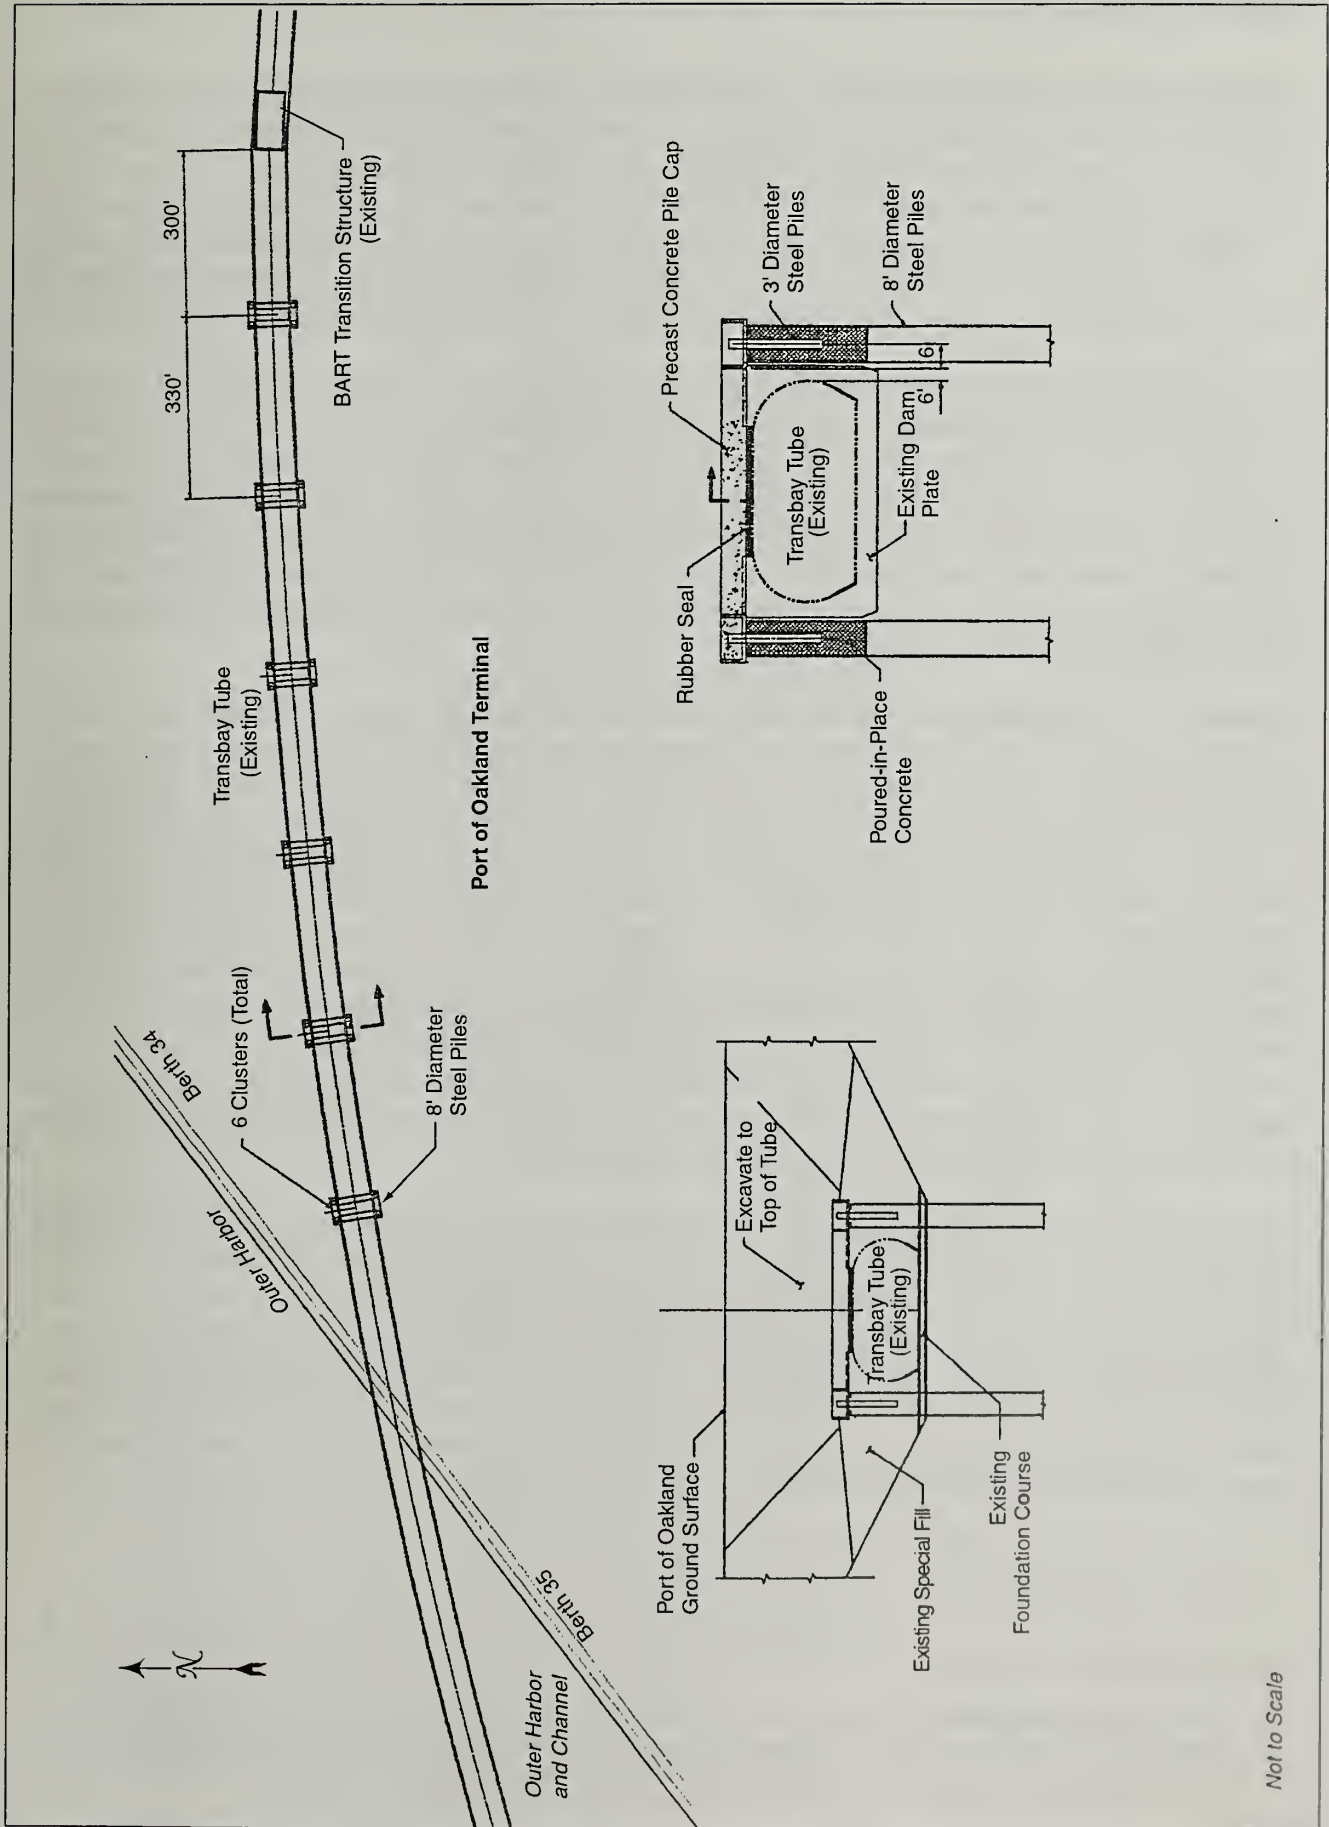 330'
300'
BART Transition Structure
(Existing)
Transbay Tube
(Existing)
6 Clusters (Total)
8' Diameter
Steel Piles
Berth 34
Outer Harbor
Berth 35
N
Outer Harbor
and Channel
Port of Oakland Terminal
Port of Oakland
Ground Surface
Excavate to
Top of Tube
Transbay Tube
(Existing)
Existing Special Fill
Existing
Foundation Course
Rubber Seal
Precast Concrete Pile Cap
3' Diameter
Steel Piles
8' Diameter
Steel Piles
Transbay Tube
(Existing)
6'
6'
Existing Dam
Plate
Poured-in-Place
Concrete
Not to Scale